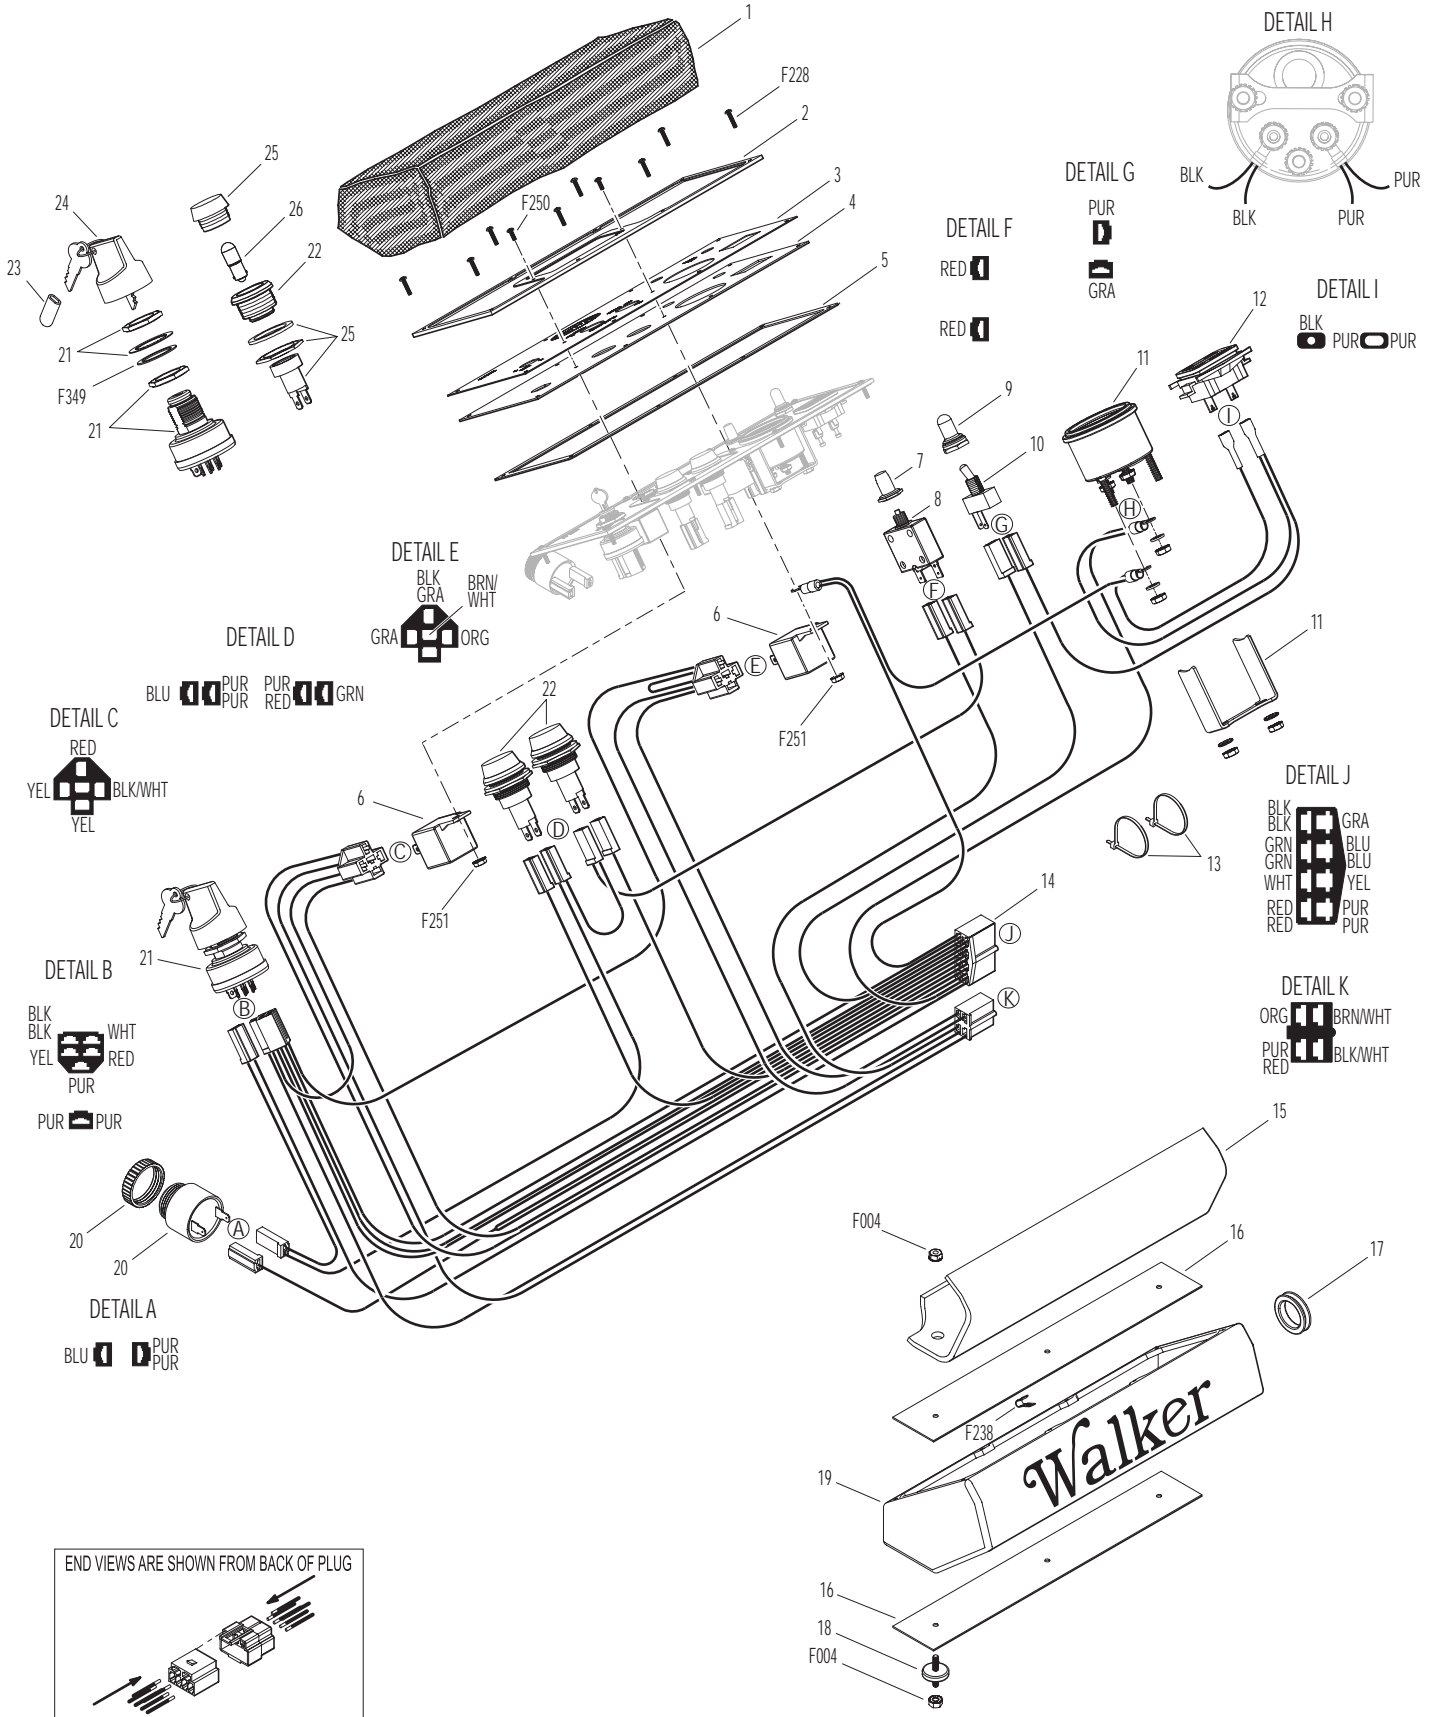 1
DETAIL H
F228
2
25
DETAIL G
BLK
PUR
24
3
F250
PUR
BLK
PUR
26
4
DETAIL F
23
22
5
RED
GRA
DETAIL I
12
BLK
21
25
RED
PUR
PUR
F349
11
9
21
I
7
10
8
H
DETAIL E
G
BLK
GRA
BRN/
WHT
F
DETAIL D
6
GRA
ORG
11
E
BLU
PUR
PUR
PUR
RED
GRN
22
DETAIL C
F251
RED
DETAIL J
6
YEL
BLK/WHT
BLK
BLK
GRA
YEL
D
GRN
GRN
BLU
BLU
C
13
WHT
YEL
14
F251
RED
RED
PUR
PUR
J
21
DETAIL B
K
DETAIL K
B
BLK
BLK
WHT
ORG
BRN/WHT
YEL
RED
PUR
RED
BLK/WHT
PUR
PUR
PUR
15
A
F004
16
20
17
20
DETAIL A
BLU
PUR
PUR
F238
19
Walker
END VIEWS ARE SHOWN FROM BACK OF PLUG
16
18
F004